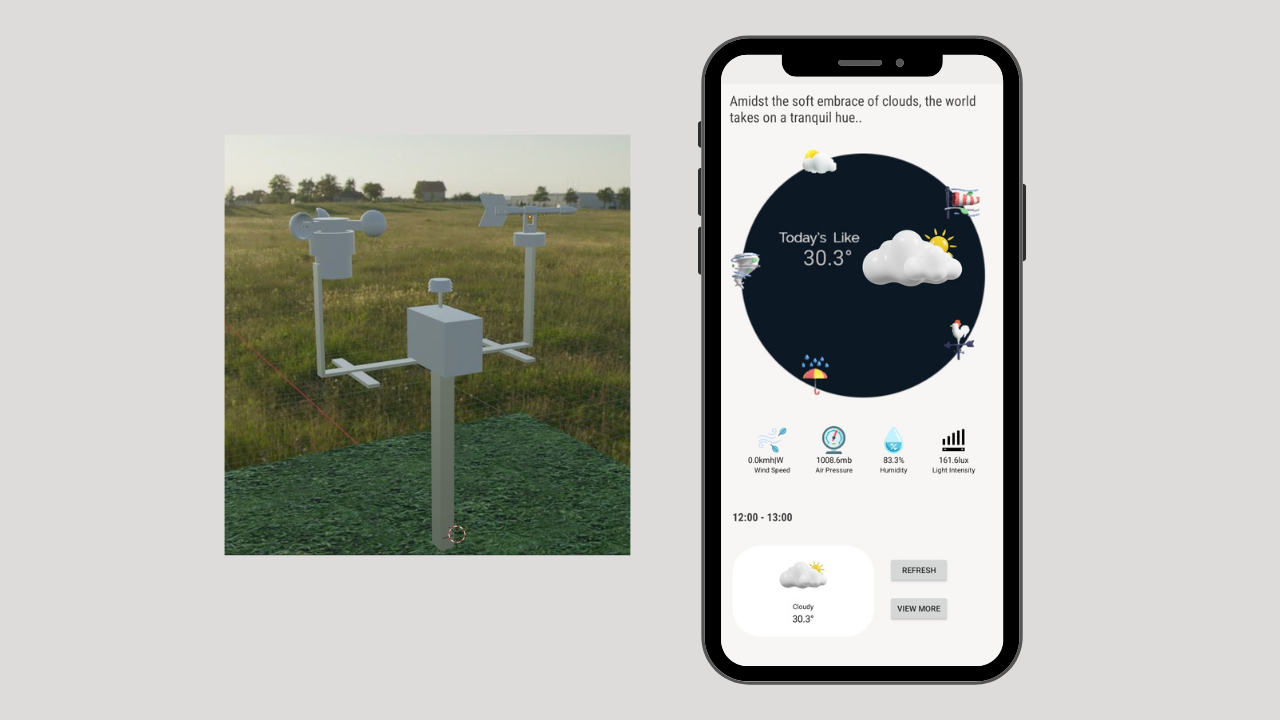 Amidst the soft embrace of clouds, the world
takes on a tranquil hue..
Today's Like
30.3°
0.0kmh|W
Wind Speed
1008.6mb
Air Pressure
83.3%
Humidity
161.6lux
Light Intensity
12:00 - 13:00
Cloudy
30.3°
REFRESH
VIEW MORE